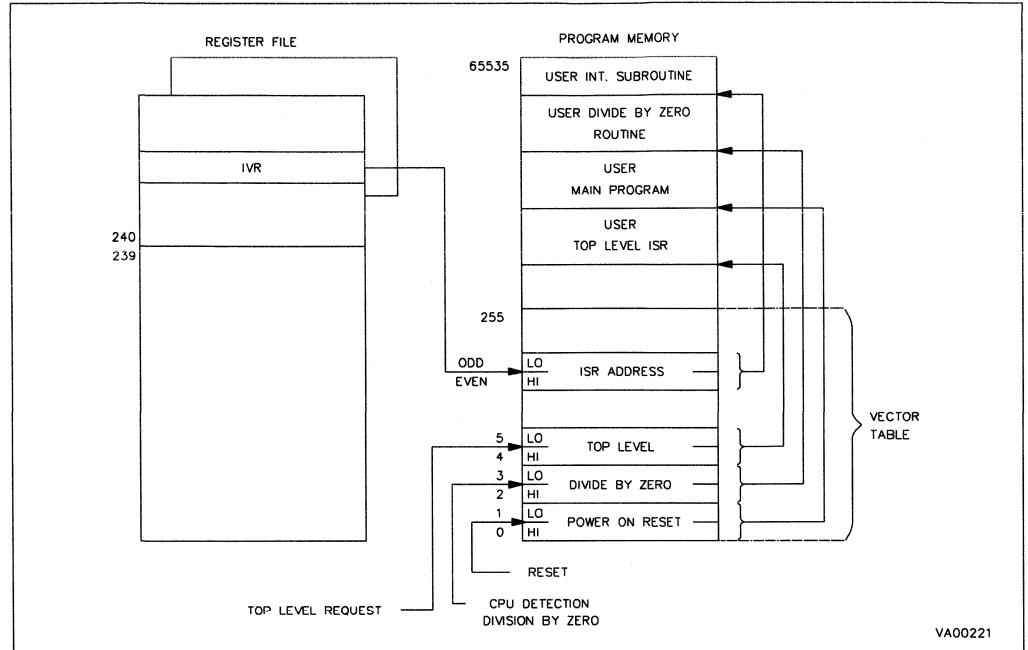 REGISTER FILE
IVR
240
239
PROGRAM MEMORY
65535
USER INT. SUBROUTINE
USER DIVIDE BY ZERO
ROUTINE
USER
MAIN PROGRAM
USER
TOP LEVEL ISR
255
ODD
EVEN
LO
HI
ISR ADDRESS
5
4
LO
HI
TOP LEVEL
3
2
LO
HI
DIVIDE BY ZERO
1
0
LO
HI
POWER ON RESET
VECTOR
TABLE
RESET
TOP LEVEL REQUEST
CPU DETECTION
DIVISION BY ZERO
VA00221